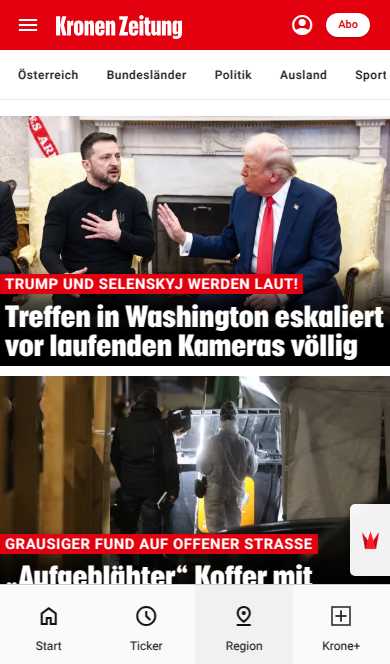 Kronen Zeitung
Abo
Österreich Bundesländer Politik Ausland Sport
TRUMP UND SELENSKYJ WERDEN LAUT!
Treffen in Washington eskaliert
vor laufenden Kameras völlig
GRAUSIGER FUND AUF OFFENER STRASSE
„Aufgeblähter“ Koffer mit
Start Ticker Region Krone+